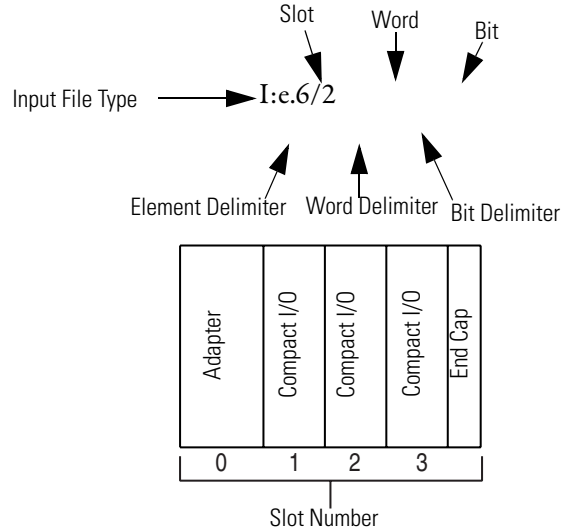 Slot
Word
Bit
Input File Type
I:e.6/2
Element Delimiter
Word Delimiter
Bit Delimiter
Adapter
Compact I/O
Compact I/O
Compact I/O
End Cap
0 1 2 3
Slot Number